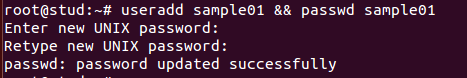 root@stud:~# useradd sample01 && passwd sample01
Enter new UNIX password:
Retype new UNIX password:
passwd: password updated successfully